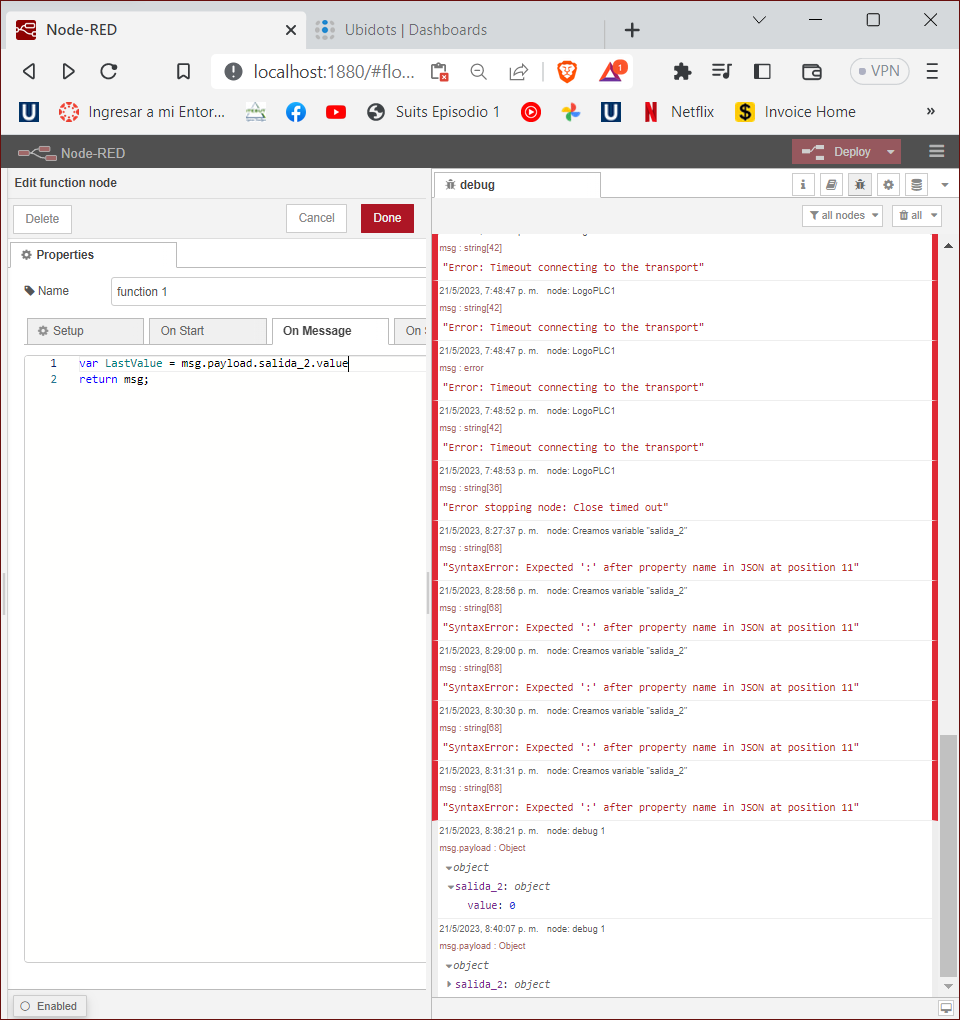 Node-RED
Ubidots | Dashboards
localhost:1880/#flo...
1
VPN
Ingresar a mi Entor...
Suits Episodio 1
Netflix
Invoice Home
»
Node-RED
Deploy
Edit function node
Delete
Cancel
Done
Properties
Name
function 1
Setup
On Start
On Message
On S
1 var LastValue = msg.payload.salida_2.value
2 return msg;
Enabled
debug
all nodes
all
msg : string[42]
"Error: Timeout connecting to the transport"
21/5/2023, 7:48:47 p. m. node: LogoPLC1
msg : string[42]
"Error: Timeout connecting to the transport"
21/5/2023, 7:48:47 p. m. node: LogoPLC1
msg : error
"Error: Timeout connecting to the transport"
21/5/2023, 7:48:52 p. m. node: LogoPLC1
msg : string[42]
"Error: Timeout connecting to the transport"
21/5/2023, 7:48:53 p. m. node: LogoPLC1
msg : string[36]
"Error stopping node: Close timed out"
21/5/2023, 8:27:37 p. m. node: Creamos variable "salida_2"
msg : string[68]
"SyntaxError: Expected ':' after property name in JSON at position 11"
21/5/2023, 8:28:56 p. m. node: Creamos variable "salida_2"
msg : string[68]
"SyntaxError: Expected ':' after property name in JSON at position 11"
21/5/2023, 8:29:00 p. m. node: Creamos variable "salida_2"
msg : string[68]
"SyntaxError: Expected ':' after property name in JSON at position 11"
21/5/2023, 8:30:30 p. m. node: Creamos variable "salida_2"
msg : string[68]
"SyntaxError: Expected ':' after property name in JSON at position 11"
21/5/2023, 8:31:31 p. m. node: Creamos variable "salida_2"
msg : string[68]
"SyntaxError: Expected ':' after property name in JSON at position 11"
21/5/2023, 8:36:21 p. m. node: debug 1
msg.payload : Object
object
salida_2: object
value: 0
21/5/2023, 8:40:07 p. m. node: debug 1
msg.payload : Object
object
salida_2: object